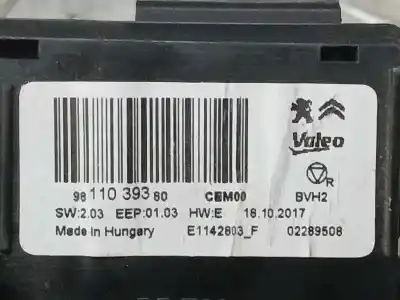 Valeo
R
98 110 393 80 CEM00 BVH2
SW:2.03 EEP:01.03 HW:E 18.10.2017
Made in Hungary E1142803_F 02289508